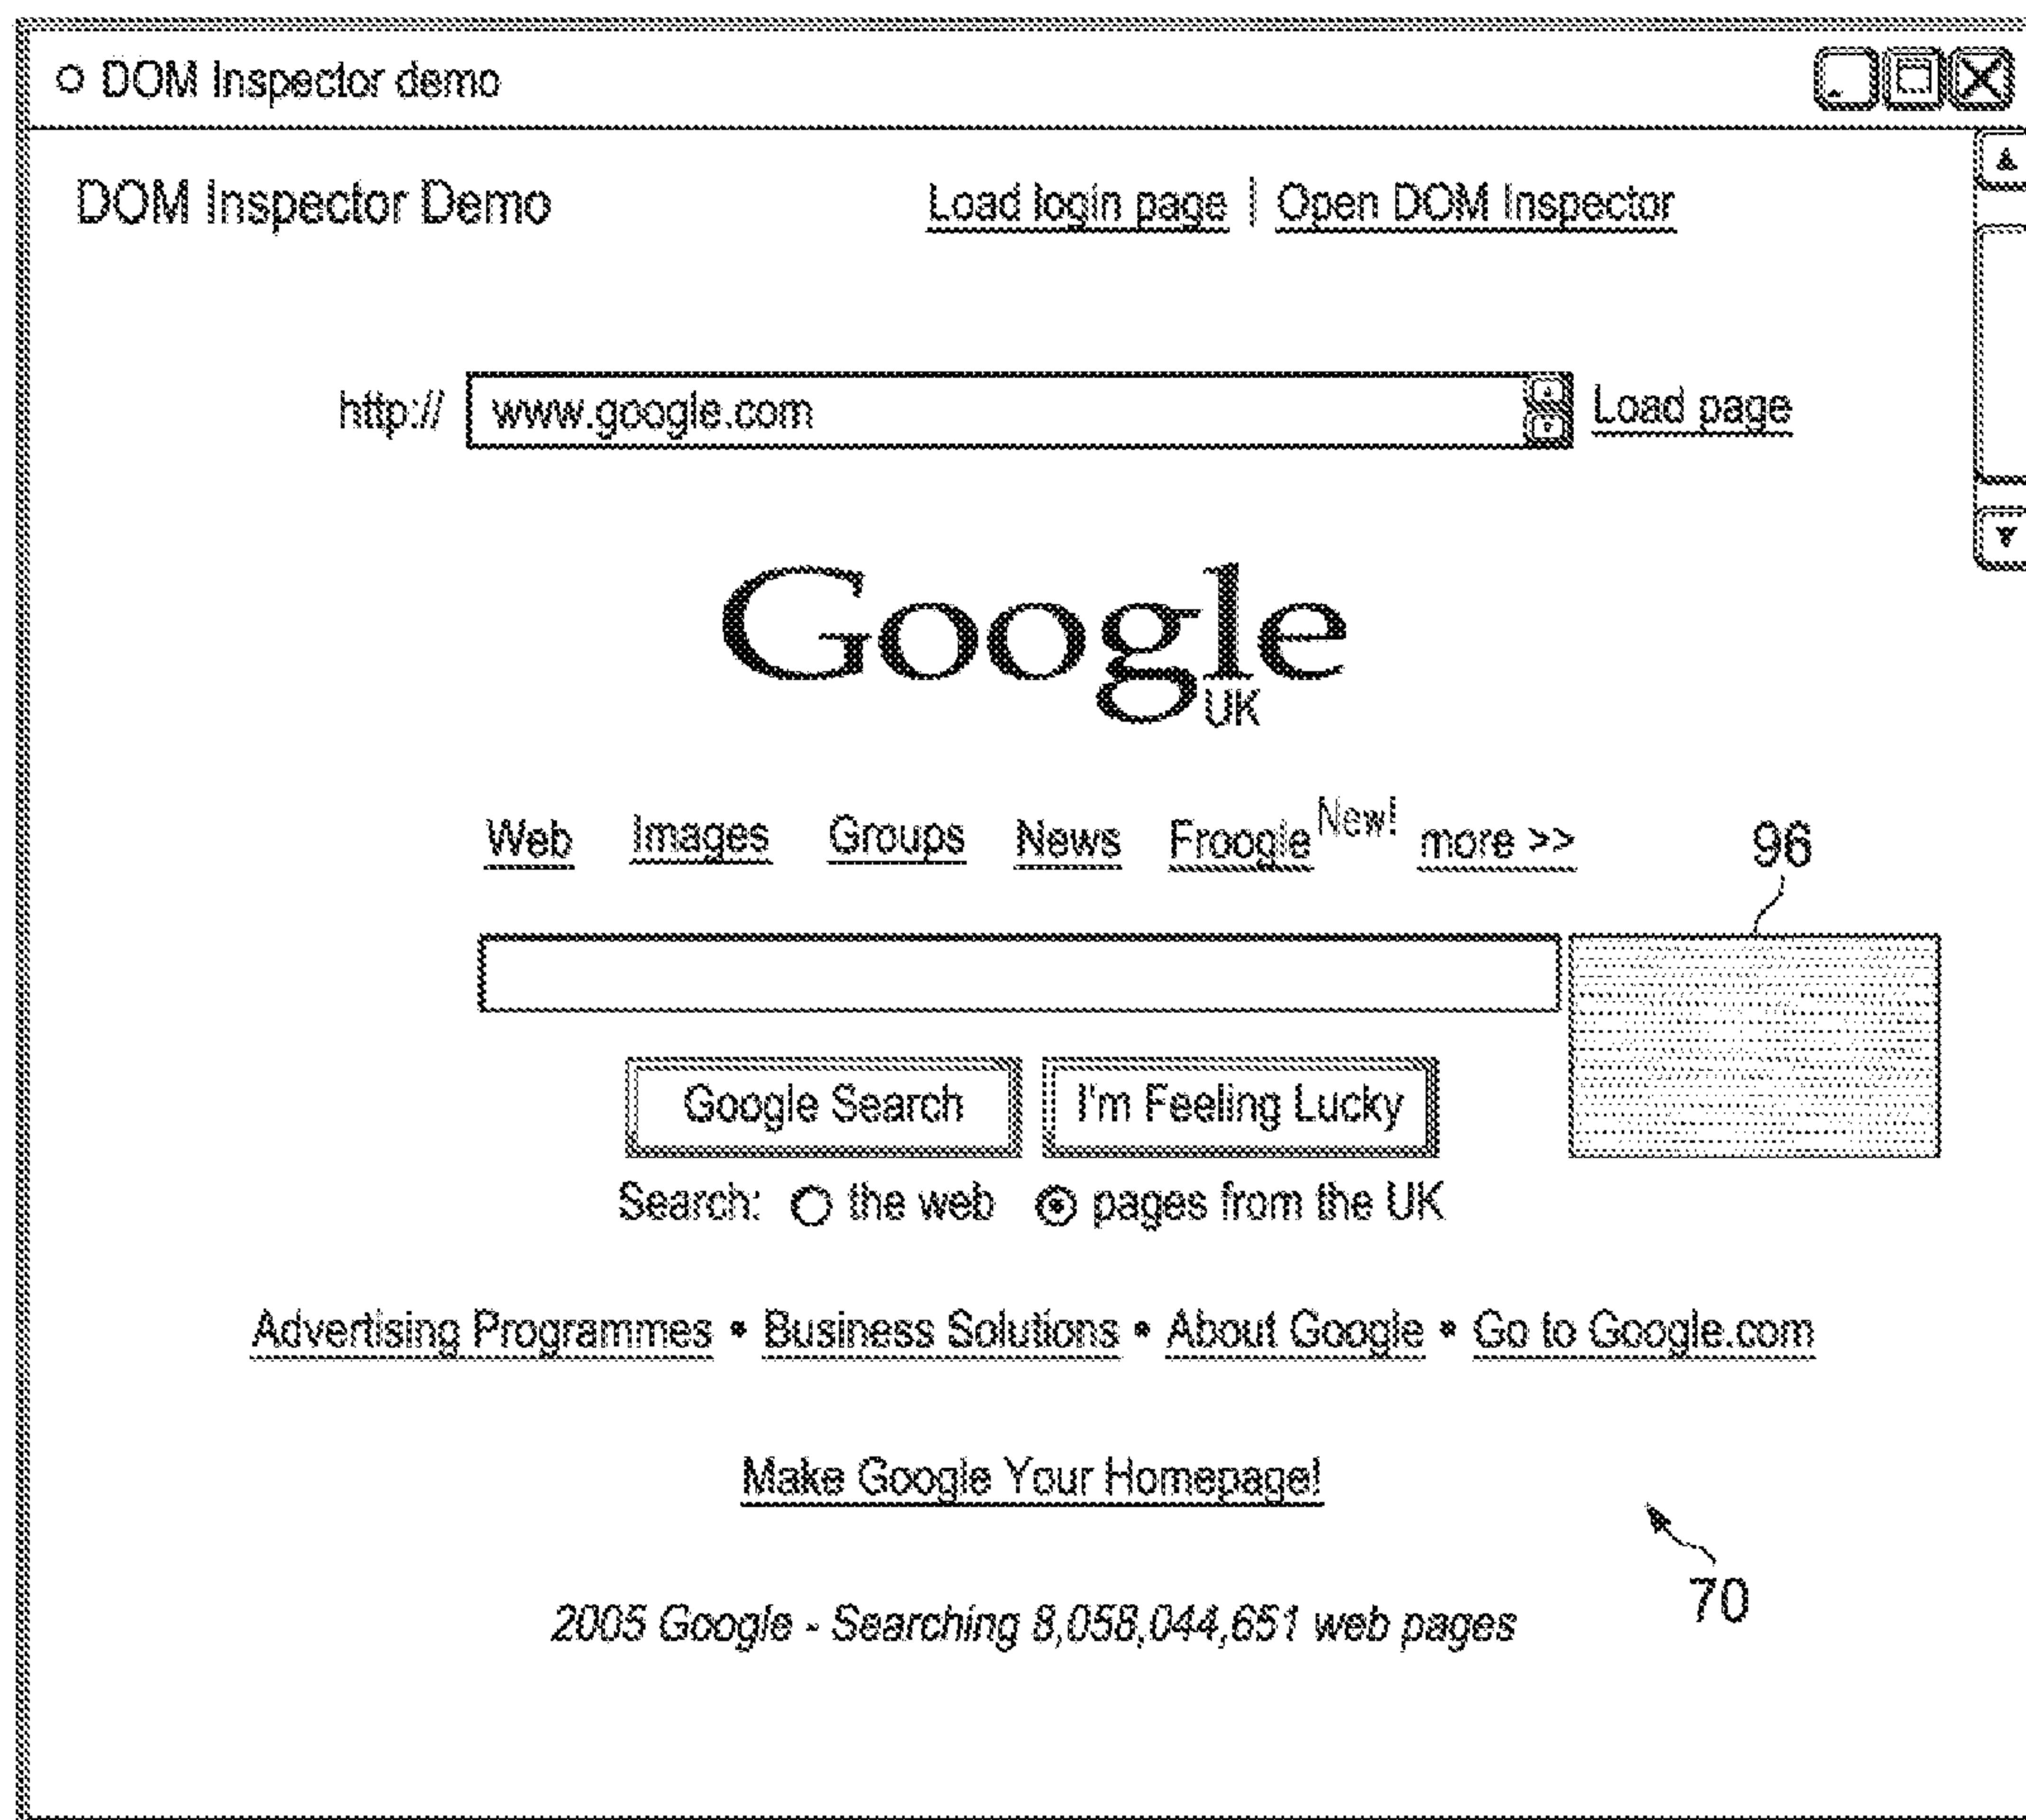 DOM Inspector demo
DOM Inspector Demo Load login page | Open DOM Inspector
http:// www.google.com Load page
Google
UK
Web Images Groups News Froogle New! more >>
96
Google Search I'm Feeling Lucky
Search: the web pages from the UK
Advertising Programmes • Business Solutions • About Google • Go to Google.com
Make Google Your Homepage!
70
2005 Google - Searching 8,058,044,651 web pages